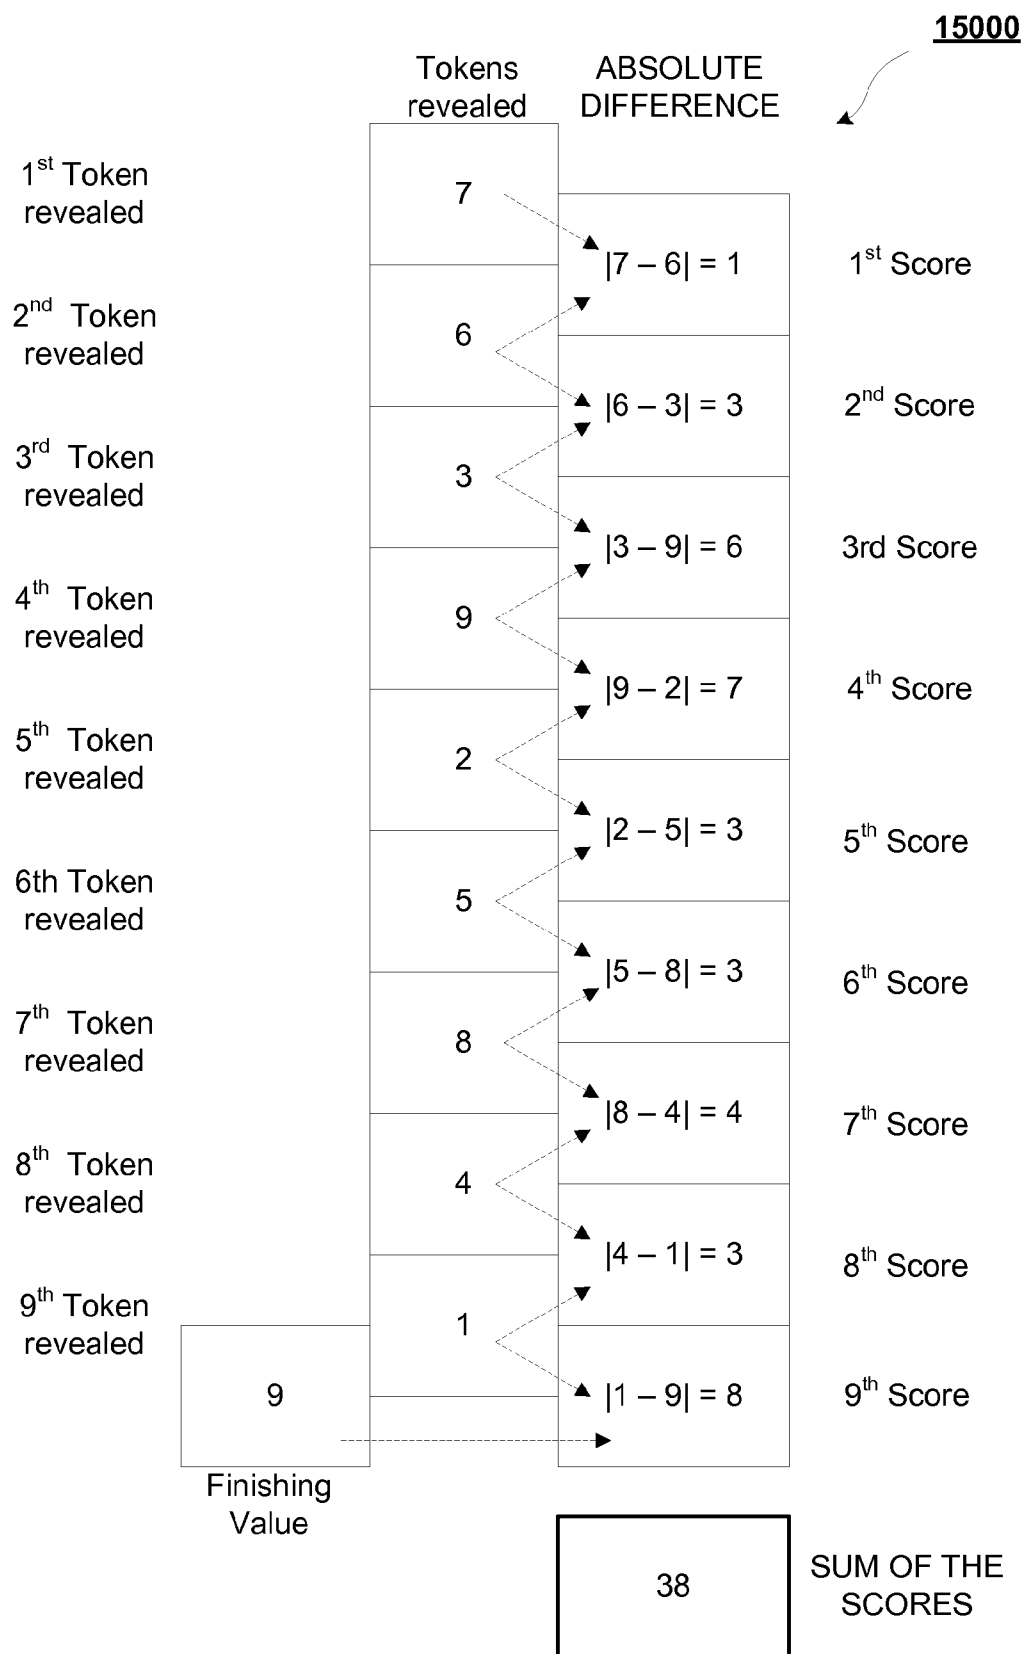 15000
Tokens
revealed
ABSOLUTE
DIFFERENCE
1st Token
revealed
7
|7 – 6| = 1
1st Score
2nd Token
revealed
6
|6 – 3| = 3
2nd Score
3rd Token
revealed
3
|3 – 9| = 6
3rd Score
4th Token
revealed
9
|9 – 2| = 7
4th Score
5th Token
revealed
2
|2 – 5| = 3
5th Score
6th Token
revealed
5
|5 – 8| = 3
6th Score
7th Token
revealed
8
|8 – 4| = 4
7th Score
8th Token
revealed
4
|4 – 1| = 3
8th Score
9th Token
revealed
1
9
|1 – 9| = 8
9th Score
Finishing
Value
38
SUM OF THE
SCORES